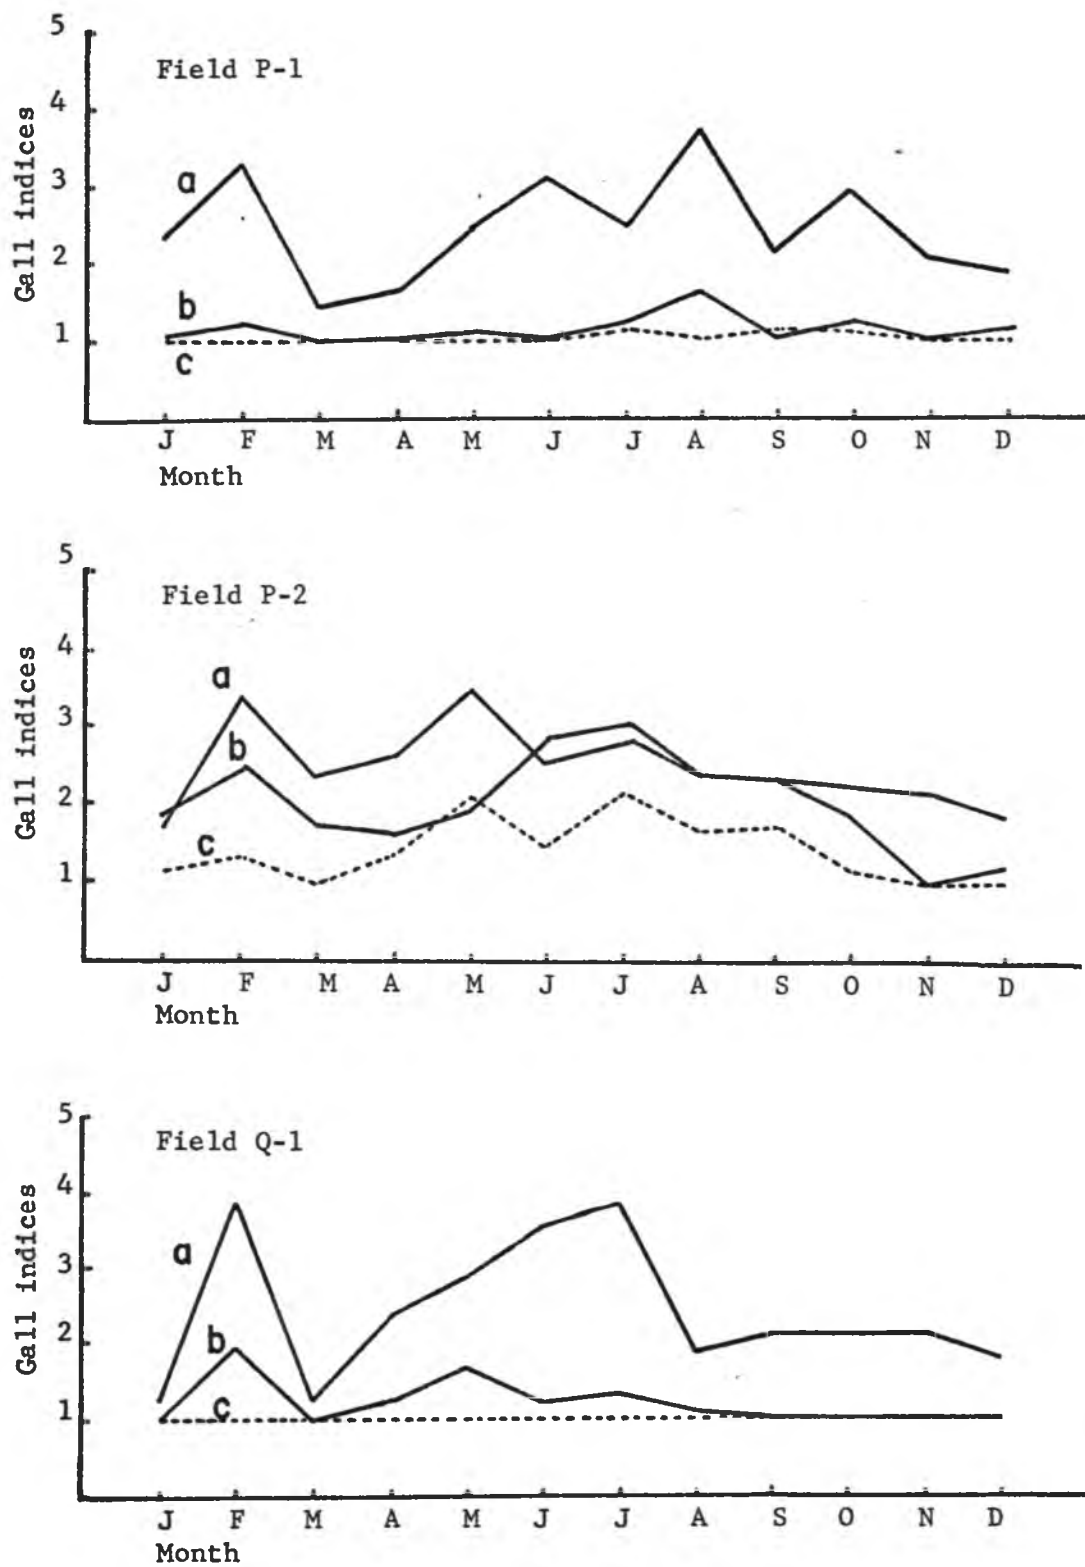 5
Field P-1
4
3
a
2
b
1
c
Gall indices
J F M A M J J A S O N D
Month
5
Field P-2
4
a
3
b
2
c
1
Gall indices
J F M A M J J A S O N D
Month
5
Field Q-1
4
a
3
2
b
c
1
Gall indices
J F M A M J J A S O N D
Month